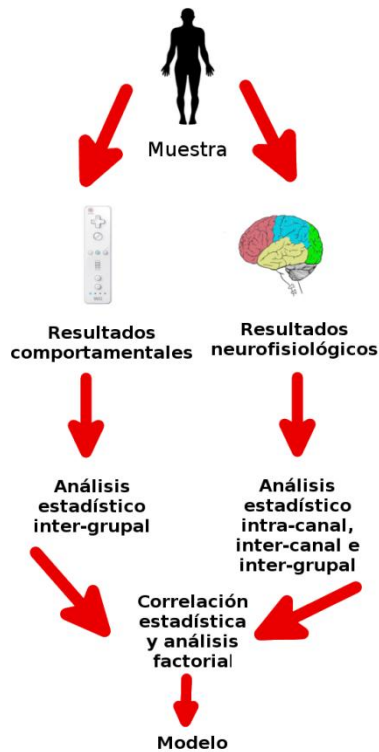 Muestra
Resultados
comportamentales
Resultados
neurofisiológicos
Análisis
estadístico
inter-grupal
Análisis
estadístico
intra-canal,
inter-canal e
inter-grupal
Correlación
estadística
y análisis
factorial
Modelo